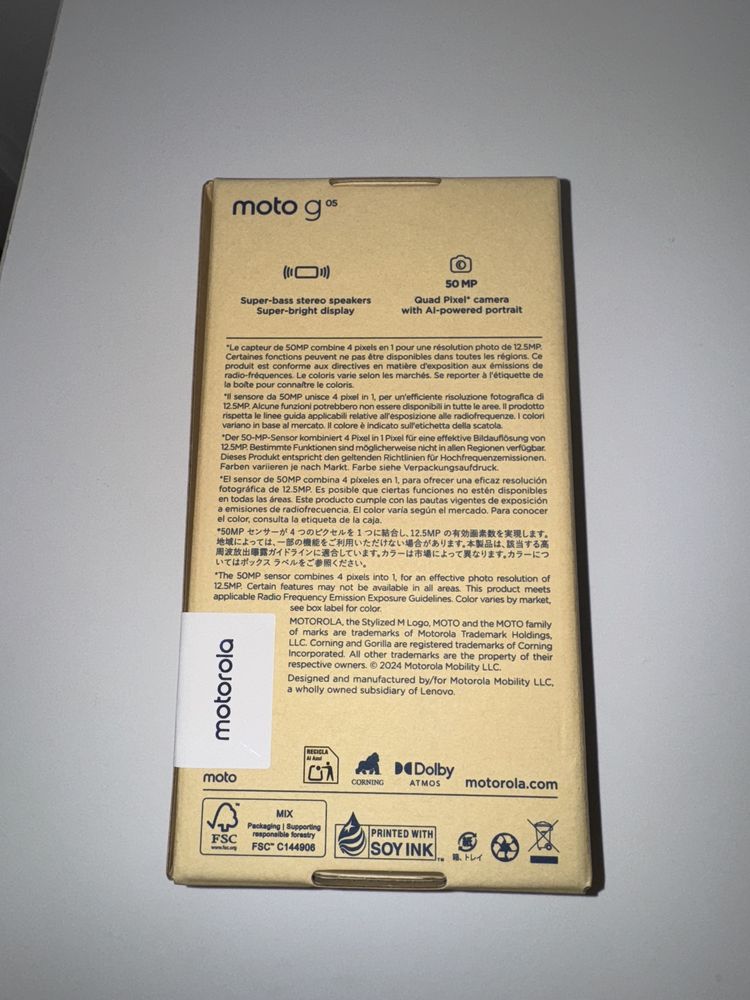 moto g 05
50 MP
Super-bass stereo speakers
Super-bright display
Quad Pixel* camera
with AI-powered portrait
*Le capteur de 50MP combine 4 pixels en 1 pour une résolution photo de 12.5MP.
Certaines fonctions peuvent ne pas être disponibles dans toutes les régions. Ce
produit est conforme aux directives en matière d'exposition aux émissions de
radio-fréquences. Le coloris varie selon les marchés. Se reporter à l'étiquette de
la boîte pour connaître le coloris.
*Il sensore da 50MP unisce 4 pixel in 1, per un'efficiente risoluzione fotografica di
12.5MP. Alcune funzioni potrebbero non essere disponibili in tutte le aree. Il prodotto
rispetta le linee guida applicabili relative all'esposizione alle radiofrequenze. I colori
variano in base al mercato. Il colore è indicato sull'etichetta della scatola.
*Der 50-MP-Sensor kombiniert 4 Pixel in 1 Pixel für eine effektive Bildauflösung von
12.5MP. Bestimmte Funktionen sind möglicherweise nicht in allen Regionen verfügbar.
Dieses Produkt entspricht den geltenden Richtlinien für Hochfrequenzemissionen.
Farben variieren je nach Markt. Farbe siehe Verpackungsaufdruck.
*El sensor de 50MP combina 4 píxeles en 1, para ofrecer una eficaz resolución
fotográfica de 12.5MP. Es posible que ciertas funciones no estén disponibles
en todas las áreas. Este producto cumple con las pautas vigentes de exposición
a emisiones de radiofrecuencia. El color varía según el mercado. Para conocer
el color, consulta la etiqueta de la caja.
*50MP センサーが 4 つのピクセルを 1 つに結合し、12.5MP の有効画素数を実現します。
地域によっては、一部の機能をご利用いただけない場合があります。本製品は、該当する高
周波放出曝露ガイドラインに適合しています。カラーは市場によって異なります。カラーにつ
いてはボックス ラベルをご参照ください。
*The 50MP sensor combines 4 pixels into 1, for an effective photo resolution of
12.5MP. Certain features may not be available in all areas. This product meets
applicable Radio Frequency Emission Exposure Guidelines. Color varies by market,
see box label for color.
MOTOROLA, the Stylized M Logo, MOTO and the MOTO family
of marks are trademarks of Motorola Trademark Holdings,
LLC. Corning and Gorilla are registered trademarks of Corning
Incorporated. All other trademarks are the property of their
respective owners. © 2024 Motorola Mobility LLC.
Designed and manufactured by/for Motorola Mobility LLC,
a wholly owned subsidiary of Lenovo.
motorola
RECICLA
Al Azul
CORNING
Dolby
ATMOS
moto
motorola.com
FSC
www.fsc.org
MIX
Packaging | Supporting
responsible forestry
FSC™ C144906
PRINTED WITH
SOY INK™
紙
箱、トレイ